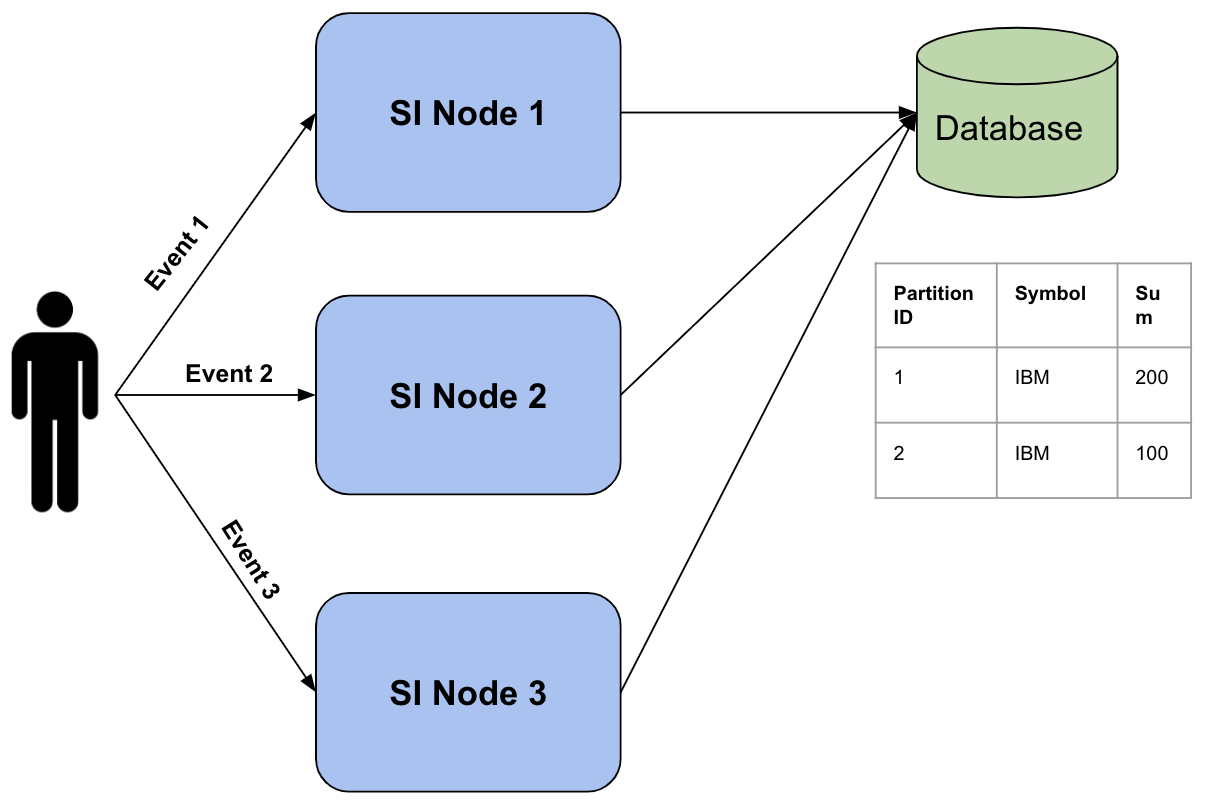 SI Node 1
Database
Event 1
Partition
ID
Symbol
Su
m
1
IBM
200
2
IBM
100
Event 2
SI Node 2
Event 3
SI Node 3